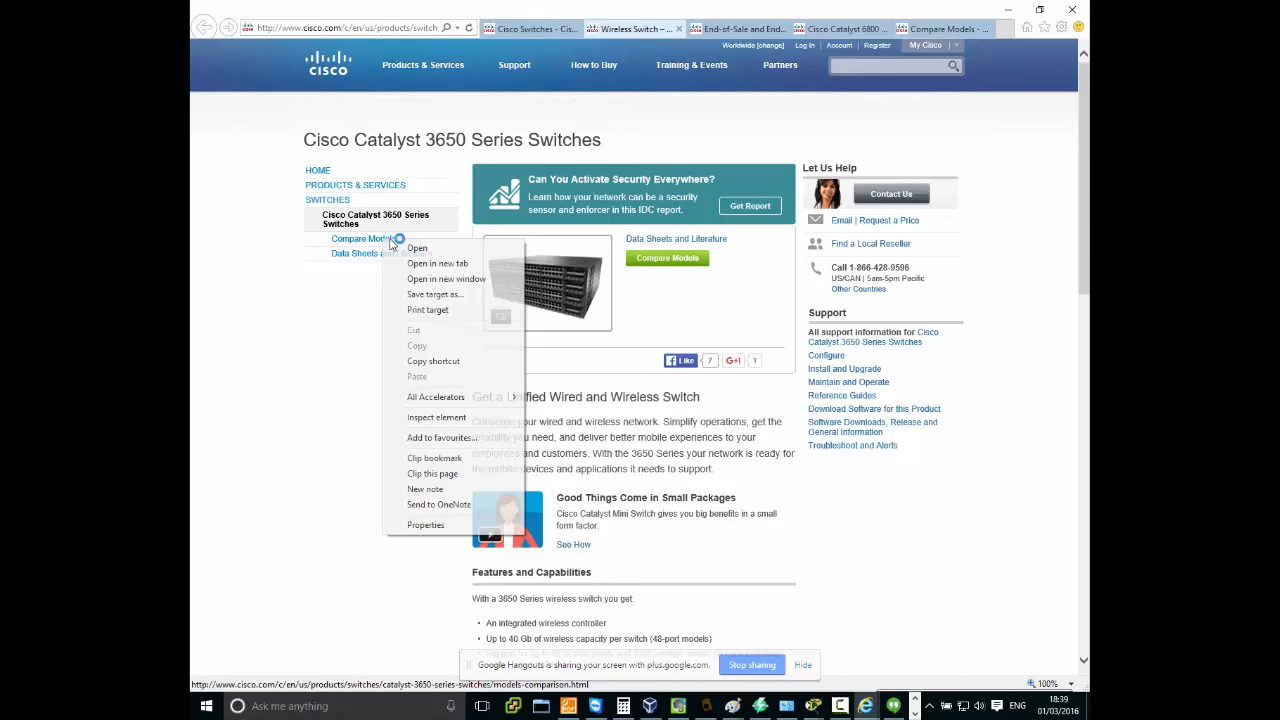 http://www.cisco.com/c/en/us/products/switch
Cisco Switches - Cis...
Wireless Switch – ...
End-of-Sale and End...
Cisco Catalyst 6800 ...
Compare Models - ...
Worldwide [change]
Log In
Account
Register
My Cisco
CISCO
Products & Services
Support
How to Buy
Training & Events
Partners
Cisco Catalyst 3650 Series Switches
HOME
PRODUCTS & SERVICES
SWITCHES
Cisco Catalyst 3650 Series
Switches
Compare Models
Data Sheets and Literature
Open
Open in new tab
Open in new window
Save target as...
Print target
Cut
Copy
Copy shortcut
Paste
All Accelerators
Inspect element
Add to favourites...
Clip bookmark
Clip this page
New note
Send to OneNote
Properties
Can You Activate Security Everywhere?
Learn how your network can be a security
sensor and enforcer in this IDC report.
Get Report
Data Sheets and Literature
Compare Models
Like
7
G+1
1
Get a Unified Wired and Wireless Switch
Converge your wired and wireless network. Simplify operations, get the
you need, and deliver better mobile experiences to your
employees and customers. With the 3650 Series your network is ready for
the mobile devices and applications it needs to support.
Good Things Come in Small Packages
Cisco Catalyst Mini Switch gives you big benefits in a small
form factor.
See How
Features and Capabilities
With a 3650 Series wireless switch you get:
An integrated wireless controller
Up to 40 Gb of wireless capacity per switch (48-port models)
Let Us Help
Contact Us
Email | Request a Price
Find a Local Reseller
Call 1-866-428-9596
US/CAN | 5am-5pm Pacific
Other Countries
Support
All support information for Cisco
Catalyst 3650 Series Switches
Configure
Install and Upgrade
Maintain and Operate
Reference Guides
Download Software for this Product
Software Downloads, Release and
General Information
Troubleshoot and Alerts
Google Hangouts is sharing your screen with plus.google.com.
Stop sharing
Hide
http://www.cisco.com/c/en/us/products/switches/catalyst-3650-series-switches/models-comparison.html
100%
Ask me anything
ENG
18:39
01/03/2016